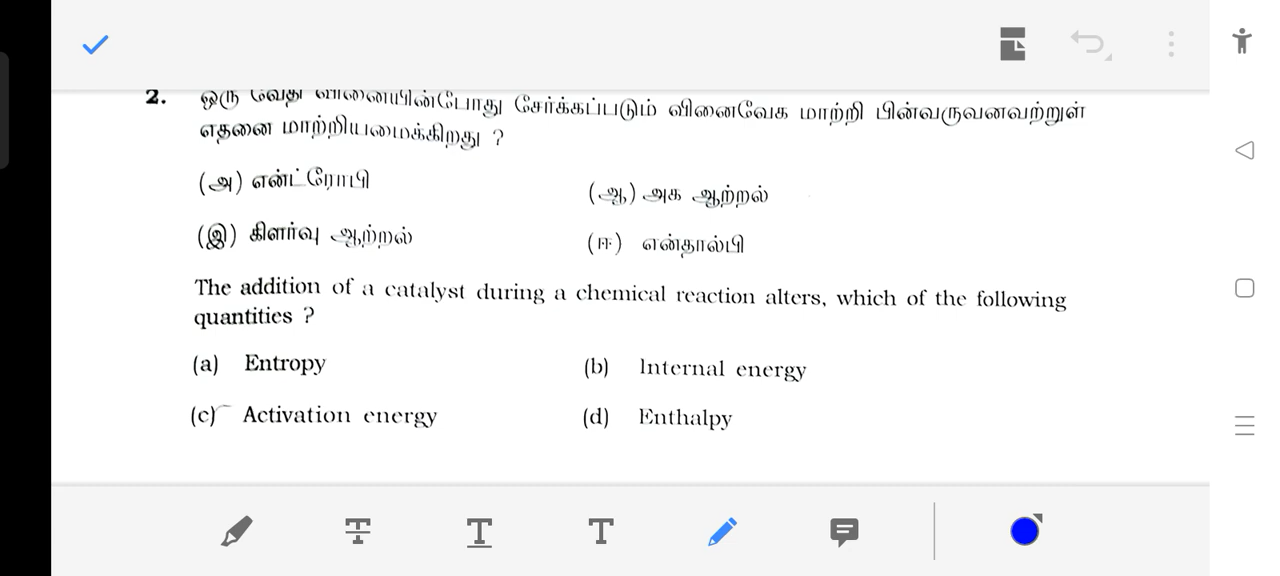 2. ஒரு வேதி வினையின்போது சேர்க்கப்படும் வினைவேக மாற்றி பின்வருவனவற்றுள்
எதனை மாற்றியமைக்கிறது ?
(அ) என்ட்ரோபி (ஆ) அக ஆற்றல்
(இ) கிளர்வு ஆற்றல் (ஈ) என்தால்பி
The addition of a catalyst during a chemical reaction alters, which of the following
quantities ?
(a) Entropy (b) Internal energy
(c) Activation energy (d) Enthalpy